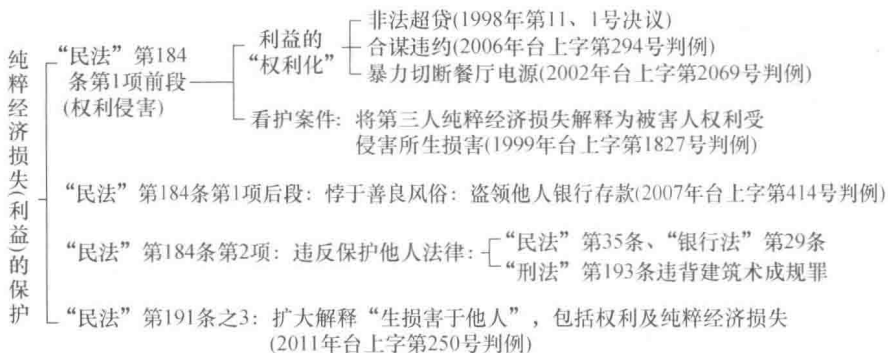 纯粹经济损失(利益)的保护
“民法”第184
条第1项前段
(权利侵害)
利益的
“权利化”
非法超贷(1998年第11、1号决议)
合谋违约(2006年台上字第294号判例)
暴力切断餐厅电源(2002年台上字第2069号判例)
看护案件：将第三人纯粹经济损失解释为被害人权利受
侵害所生损害(1999年台上字第1827号判例)
“民法”第184条第1项后段：悖于善良风俗：盗领他人银行存款(2007年台上字第414号判例)
“民法”第184条第2项：违反保护他人法律：
“民法”第35条、“银行法”第29条
“刑法”第193条违背建筑术成规罪
“民法”第191条之3：扩大解释“生损害于他人”，包括权利及纯粹经济损失
(2011年台上字第250号判例)